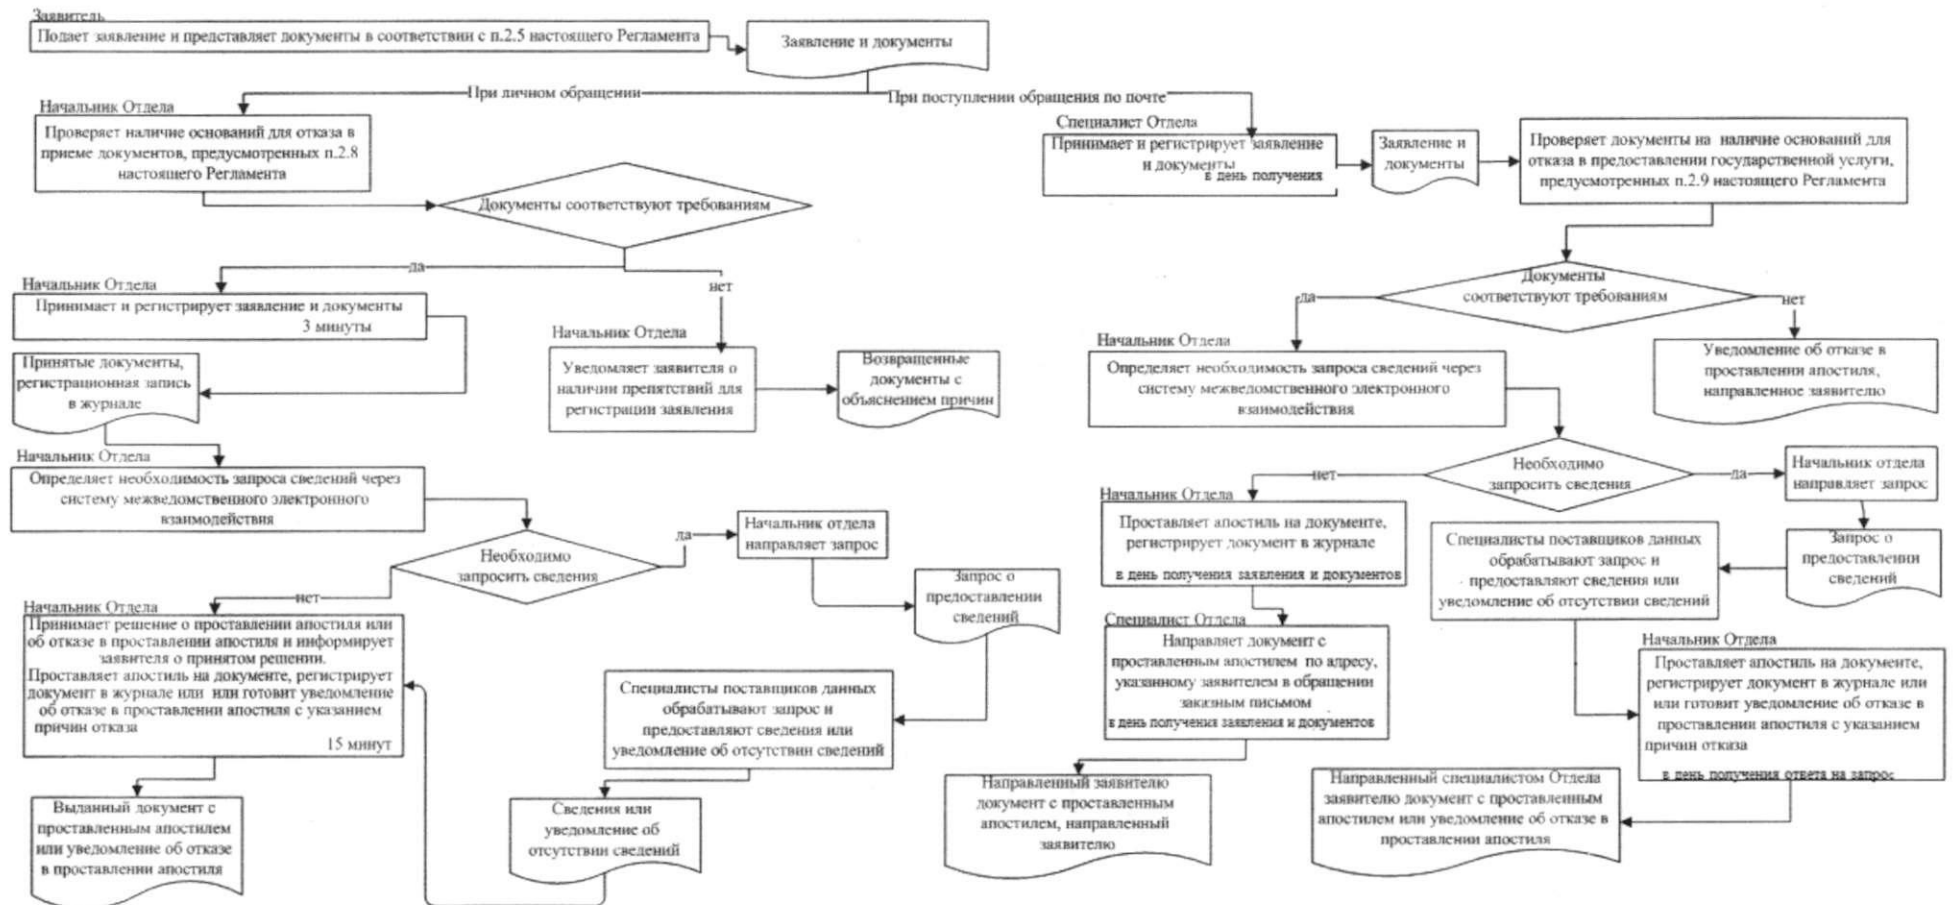 Заявитель
Подает заявление и представляет документы в соответствии с п.2.5 настоящего Регламента
Заявление и документы
При личном обращении
При поступлении обращения по почте
Начальник Отдела
Проверяет наличие оснований для отказа в
приеме документов, предусмотренных п.2.8
настоящего Регламента
Документы соответствуют требованиям
да
нет
Начальник Отдела
Принимает и регистрирует заявление и документы
3 минуты
Принятые документы,
регистрационная запись
в журнале
Начальник Отдела
Уведомляет заявителя о
наличии препятствий для
регистрации заявления
Возвращенные
документы с
объяснением причин
Начальник Отдела
Определяет необходимость запроса сведений через
систему межведомственного электронного
взаимодействия
Необходимо
запросить сведения
да
нет
Начальник отдела
направляет запрос
Запрос о
предоставлении
сведений
Специалисты поставщиков данных
обрабатывают запрос и
предоставляют сведения или
уведомление об отсутствии сведений
Сведения или
уведомление об
отсутствии сведений
Начальник Отдела
Принимает решение о проставлении апостиля или
об отказе в проставлении апостиля и информирует
заявителя о принятом решении.
Проставляет апостиль на документе, регистрирует
документ в журнале или или готовит уведомление
об отказе в проставлении апостиля с указанием
причин отказа
15 минут
Выданный документ с
проставленным апостилем
или уведомление об отказе
в проставлении апостиля
Специалист Отдела
Принимает и регистрирует заявление
и документы
в день получения
Заявление и
документы
Проверяет документы на наличие оснований для
отказа в предоставлении государственной услуги,
предусмотренных п.2.9 настоящего Регламента
Документы
соответствуют требованиям
да
нет
Уведомление об отказе в
проставлении апостиля,
направленное заявителю
Начальник Отдела
Определяет необходимость запроса сведений через
систему межведомственного электронного
взаимодействия
Необходимо
запросить сведения
нет
да
Начальник отдела
направляет запрос
Запрос о
предоставлении
сведений
Специалисты поставщиков данных
обрабатывают запрос и
предоставляют сведения или
уведомление об отсутствии сведений
Начальник Отдела
Проставляет апостиль на документе,
регистрирует документ в журнале
в день получения заявления и документов
Специалист Отдела
Направляет документ с
проставленным апостилем по адресу,
указанному заявителем в обращении
заказным письмом
в день получения заявления и документов
Направленный заявителю
документ с проставленным
апостилем, направленный
заявителю
Начальник Отдела
Проставляет апостиль на документе,
регистрирует документ в журнале или
или готовит уведомление об отказе в
проставлении апостиля с указанием
причин отказа
в день получения ответа на запрос
Направленный специалистом Отдела
заявителю документ с проставленным
апостилем или уведомление об отказе в
проставлении апостиля